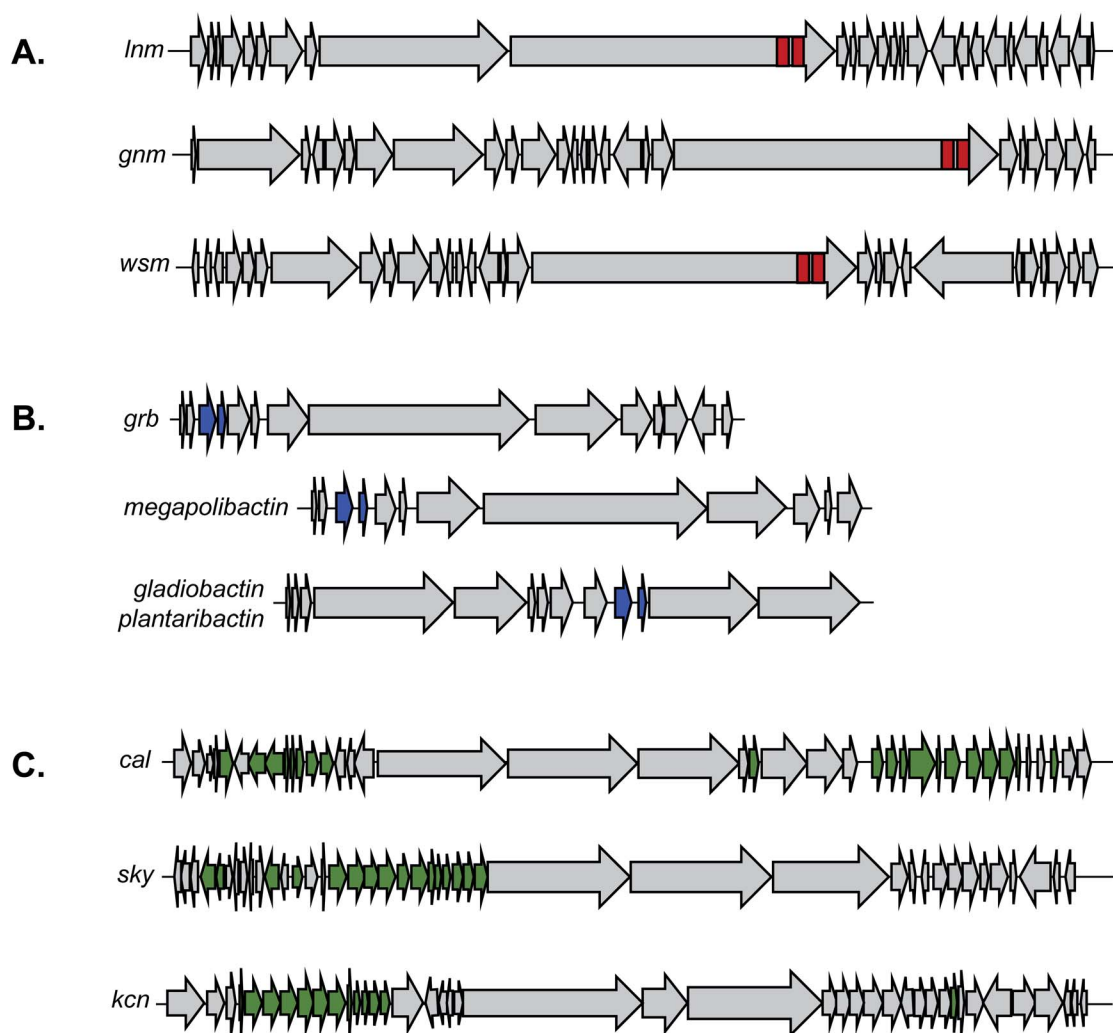 A.
lnm
gnm
wsm
B.
grb
megapolibactin
gladiobactin
plantaribactin
C.
cal
sky
kcn